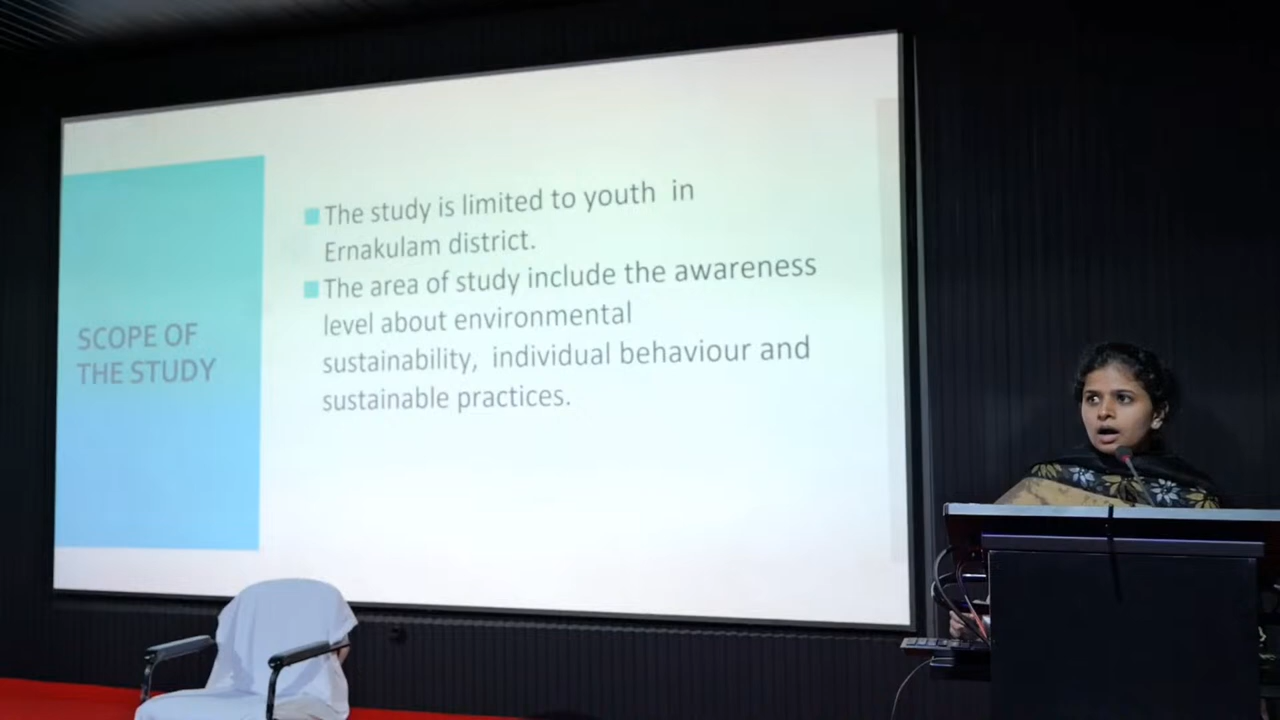 SCOPE OF
THE STUDY
The study is limited to youth in
Ernakulam district.
The area of study include the awareness
level about environmental
sustainability, individual behaviour and
sustainable practices.